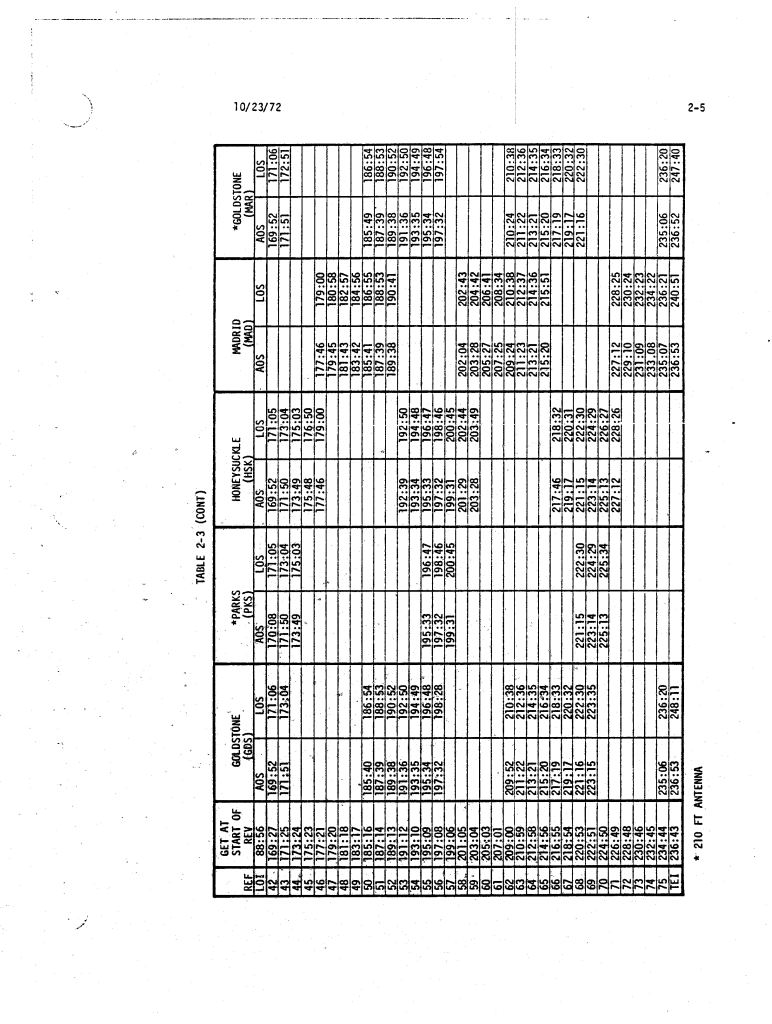 10/23/72
2-5
TABLE 2-3 (CONT)
REF GET AT START OF REV GOLDSTONE (GDS) *PARKS (PKS) HONEYSUCKLE (HSK) MADRID (MAD) *GOLDSTONE (MAR)
LOI 88:56 AOS LOS AOS LOS AOS LOS AOS LOS AOS LOS
42 169:27 169:52 171:06 170:08 171:05 169:52 171:05 169:52 171:06
43 171:25 171:51 173:04 171:50 173:04 171:50 173:04 171:51 172:51
44 173:24 173:49 175:03 173:49 175:03
45 175:23 175:48 176:50
46 177:21 177:46 179:00 177:46 179:00
47 179:20 179:45 180:58
48 181:18 181:43 182:57
49 183:17 183:42 184:56
50 185:16 185:40 186:54 185:41 186:55 185:49 186:54
51 187:14 187:39 188:53 187:39 188:53 187:39 188:53
52 189:13 189:38 190:52 189:38 190:41 189:38 190:52
53 191:12 191:36 192:50 192:39 192:50 191:36 192:50
54 193:10 193:35 194:49 193:34 194:48 193:35 194:49
55 195:09 195:34 196:48 195:33 196:47 195:33 196:47 195:34 196:48
56 197:08 197:32 198:28 197:32 198:46 197:32 198:46 197:32 197:54
57 199:06 199:31 200:45 199:31 200:45
58 201:05 201:29 202:44 202:04 202:43
59 203:04 203:28 203:49 203:28 204:42
60 205:03 205:27 206:41
61 207:01 207:25 208:34
62 209:00 209:52 210:38 209:24 210:38 210:24 210:38
63 210:59 211:22 212:36 211:23 212:37 211:22 212:36
64 212:58 213:21 214:35 213:21 214:36 213:21 214:35
65 214:56 215:20 216:34 215:20 215:51 215:20 216:34
66 216:55 217:19 218:33 217:46 218:32 217:19 218:33
67 218:54 219:17 220:32 219:17 220:31 219:17 220:32
68 220:53 221:16 222:30 221:15 222:30 221:15 222:30 221:16 222:30
69 222:51 223:15 223:35 223:14 224:29 223:14 224:29
70 224:50 225:13 225:34 225:13 226:27
71 226:49 227:12 228:26 227:12 228:25
72 228:48 229:10 230:24
73 230:46 231:09 232:23
74 232:45 233:08 234:22
75 234:44 235:06 236:20 235:07 236:21 235:06 236:20
TEI 236:43 236:53 248:11 236:53 240:51 236:52 247:40
* 210 FT ANTENNA